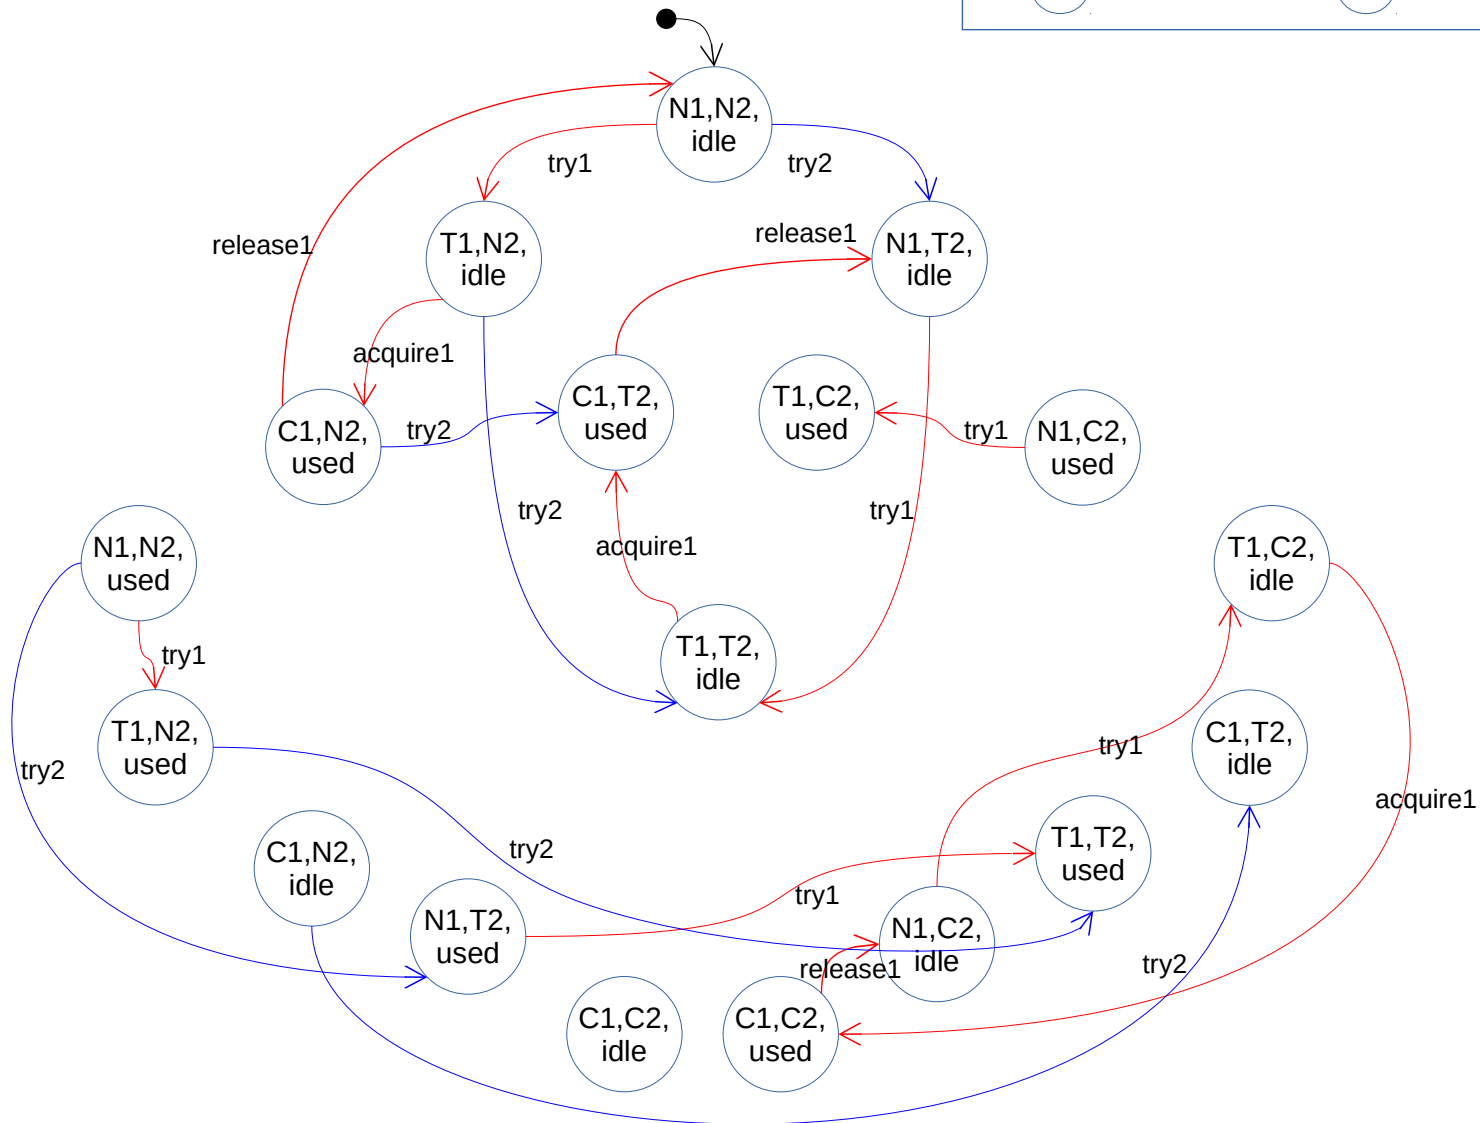 N1,N2,
idle
try1
try2
release1
T1,N2,
idle
release1
N1,T2,
idle
acquire1
C1,N2,
used
try2
C1,T2,
used
T1,C2,
used
try1
N1,C2,
used
try2
try1
acquire1
N1,N2,
used
T1,C2,
idle
try1
T1,T2,
idle
T1,N2,
used
try2
try1
C1,T2,
idle
acquire1
C1,N2,
idle
try2
T1,T2,
used
try1
N1,T2,
used
N1,C2,
idle
release1
try2
C1,C2,
idle
C1,C2,
used